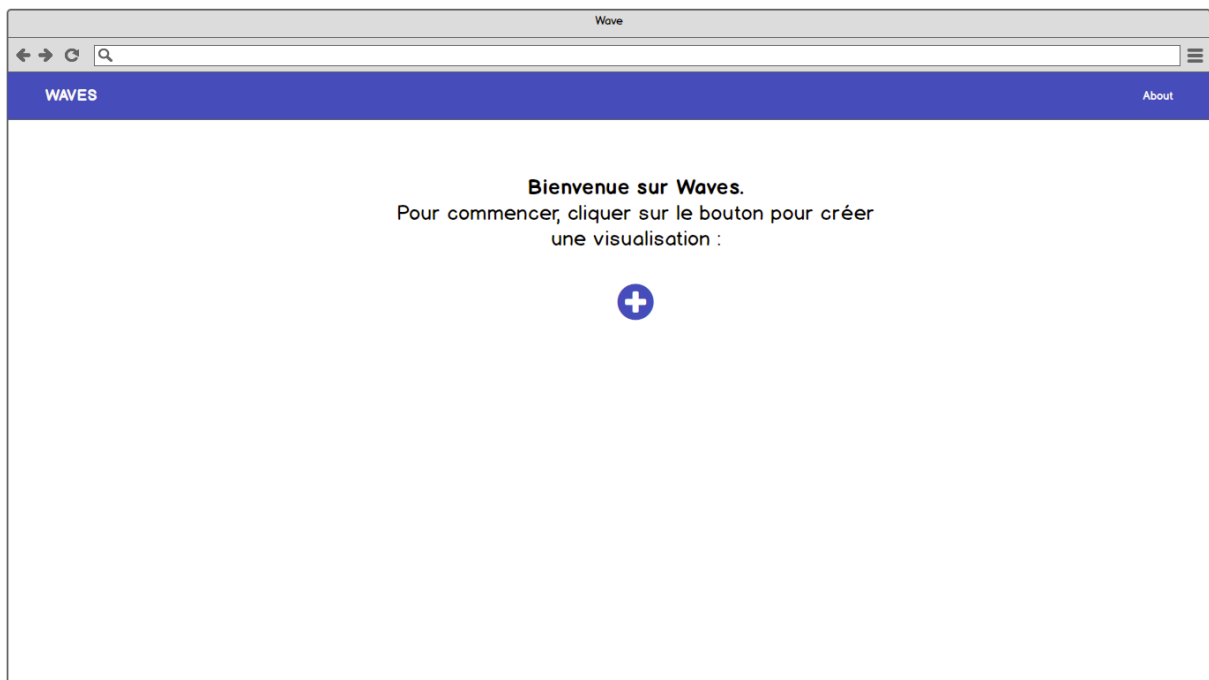 Wave
WAVES
About
Bienvenue sur Waves.
Pour commencer, cliquer sur le bouton pour créer
une visualisation :